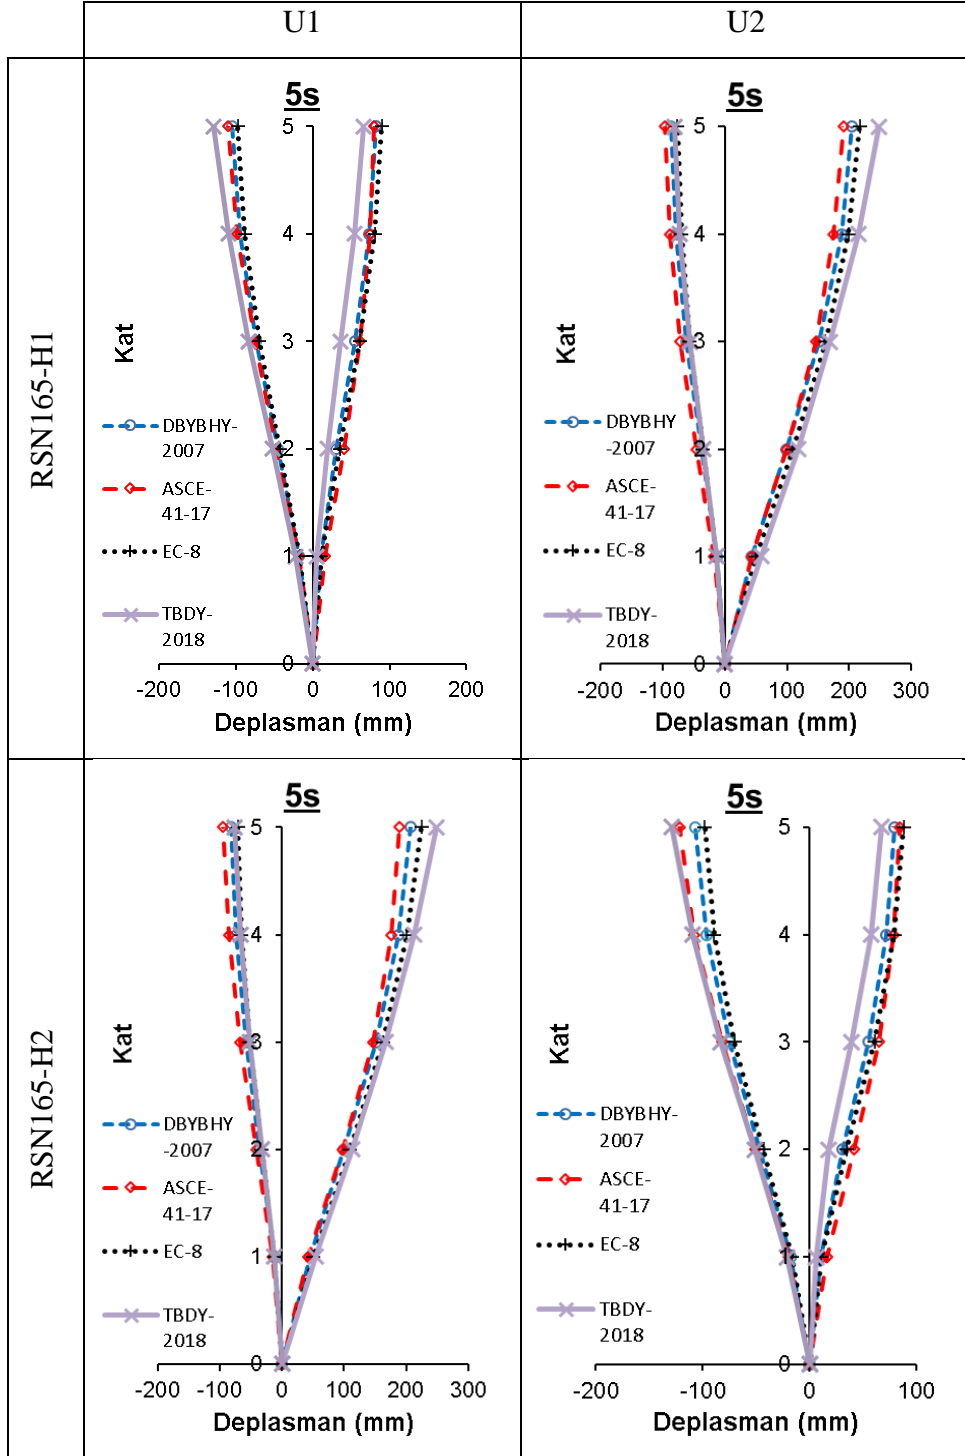 U1
U2
RSN165-H1
5s
5
4
3
2
1
0
Kat
DBYBHY-
2007
ASCE-
41-17
EC-8
TBDY-
2018
-200 -100 0 100 200
Deplasman (mm)
5s
5
4
3
2
1
0
Kat
DBYBHY
-2007
ASCE-
41-17
EC-8
TBDY-
2018
-200 -100 0 100 200 300
Deplasman (mm)
RSN165-H2
5s
5
4
3
2
1
0
Kat
DBYBHY
-2007
ASCE-
41-17
EC-8
TBDY-
2018
-200 -100 0 100 200 300
Deplasman (mm)
5s
5
4
3
2
1
0
Kat
DBYBHY-
2007
ASCE-
41-17
EC-8
TBDY-
2018
-200 -100 0 100
Deplasman (mm)